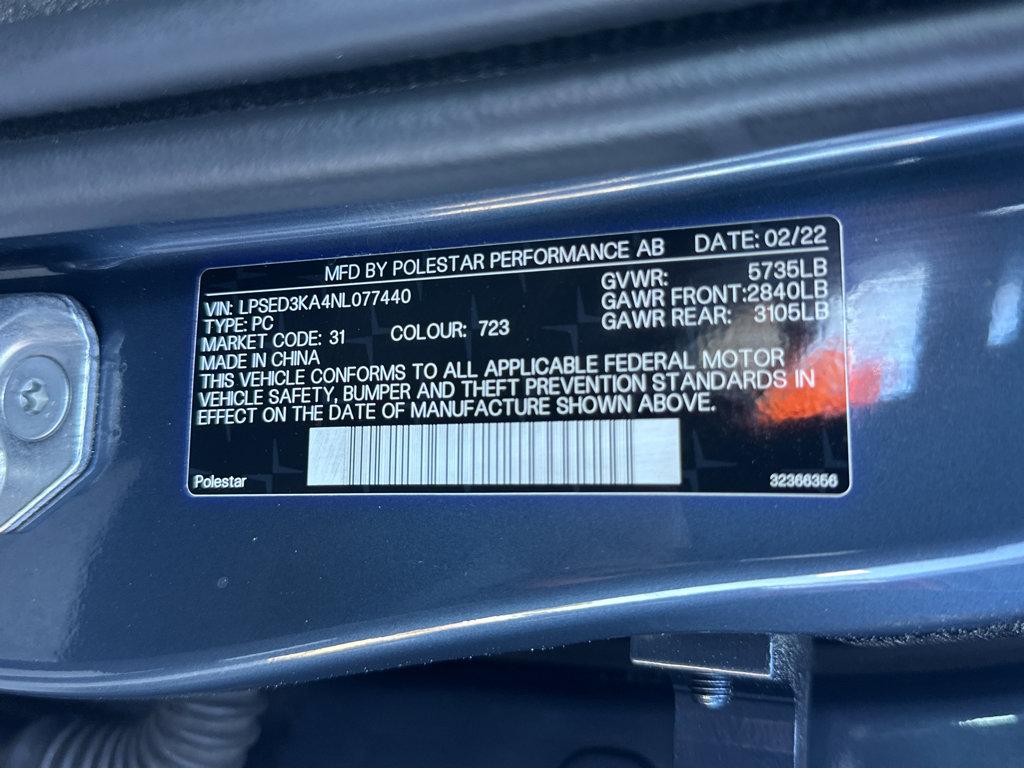 MFD BY POLESTAR PERFORMANCE AB DATE: 02/22
VIN: LPSED3KA4NL077440 GVWR: 5735LB
TYPE: PC GAWR FRONT:2840LB
MARKET CODE: 31 COLOUR: 723 GAWR REAR: 3105LB
MADE IN CHINA
THIS VEHICLE CONFORMS TO ALL APPLICABLE FEDERAL MOTOR
VEHICLE SAFETY, BUMPER AND THEFT PREVENTION STANDARDS IN
EFFECT ON THE DATE OF MANUFACTURE SHOWN ABOVE.
Polestar 32366356